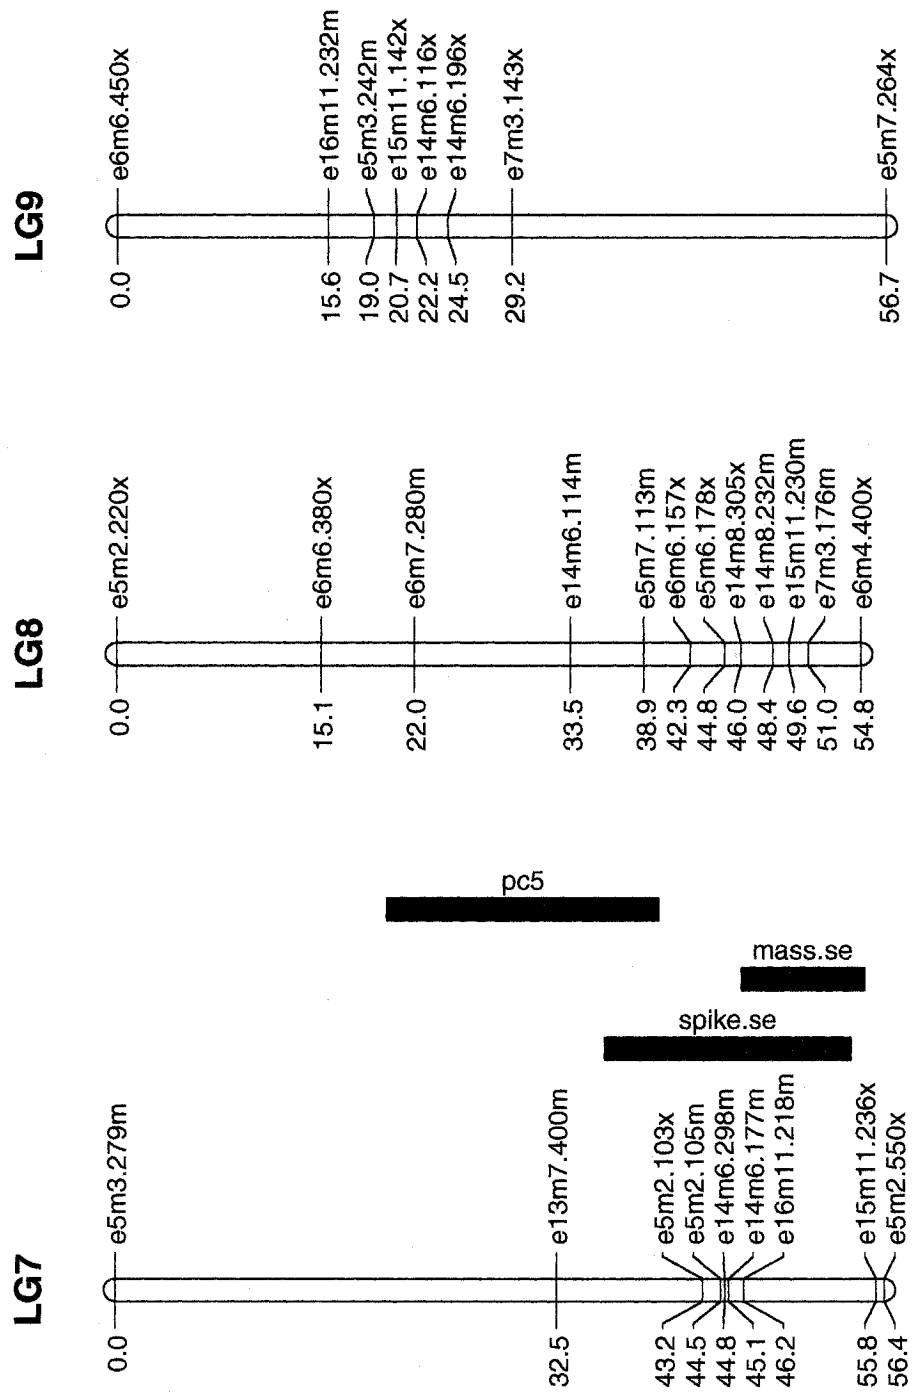 LG7
0.0 e5m3.279m
32.5 e13m7.400m
43.2 e5m2.103x
44.5 e5m2.105m
44.8 e14m6.298m
45.1 e14m6.177m
46.2 e16m11.218m
55.8 e15m11.236x
56.4 e5m2.550x
spike.se
mass.se
pc5
LG8
0.0 e5m2.220x
15.1 e6m6.380x
22.0 e6m7.280m
33.5 e14m6.114m
38.9 e5m7.113m
42.3 e6m6.157x
44.8 e5m6.178x
46.0 e14m8.305x
48.4 e14m8.232m
49.6 e15m11.230m
51.0 e7m3.176m
54.8 e6m4.400x
LG9
0.0 e6m6.450x
15.6 e16m11.232m
19.0 e5m3.242m
20.7 e15m11.142x
22.2 e14m6.116x
24.5 e14m6.196x
29.2 e7m3.143x
56.7 e5m7.264x